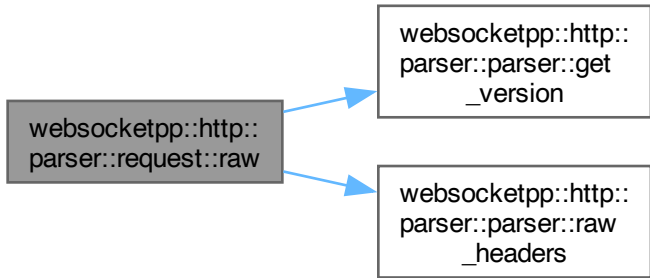 websocketpp::http::
parser::request::raw
websocketpp::http::
parser::parser::get
_version
websocketpp::http::
parser::parser::raw
_headers